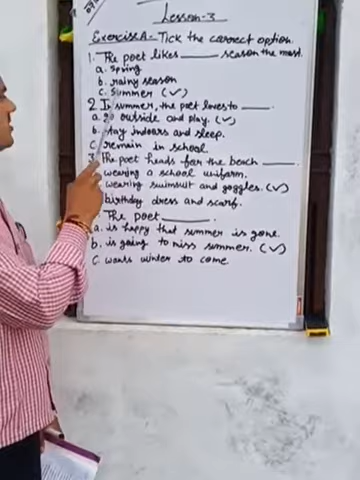 Lesson-3
Exercise A- Tick the correct option.
1. The poet likes ______ season the most.
a. Spring
b. rainy season
c. Summer (✓)
2. In summer, the poet loves to ____.
a. go outside and play. (✓)
b. stay indoors and sleep.
c. remain in school.
3. The poet heads for the beach ____.
wearing a school uniform.
wearing swimsuit and goggles. (✓)
birthday dress and scarf.
The poet ______.
a. is happy that summer is gone.
b. is going to miss summer. (✓)
c. wants winter to come